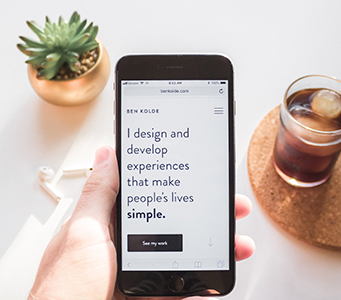 benkolde.com
BEN KOLDE
I design and
develop
experiences
that make
people's lives
simple.
See my work